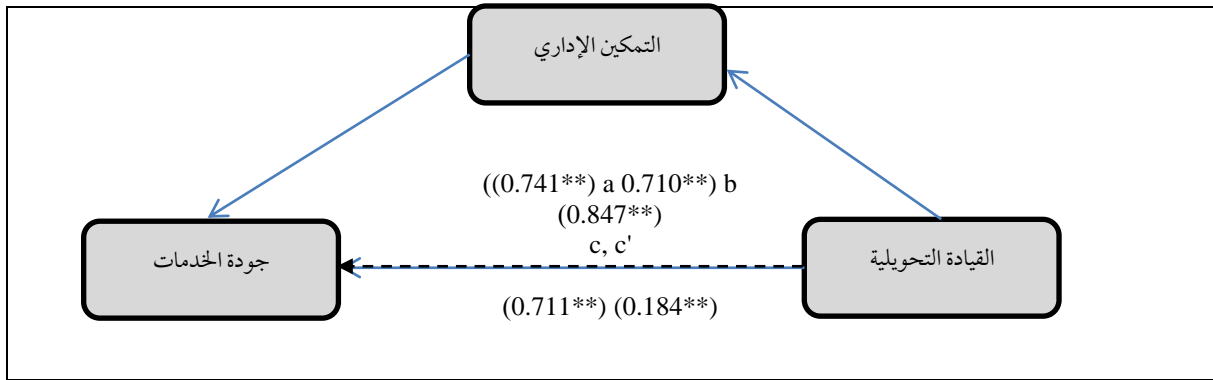 التمكين الإداري
((0.741**) a 0.710**) b
(0.847**)
c, c'
القيادة التحويلية
جودة الخدمات
(0.711**) (0.184**)